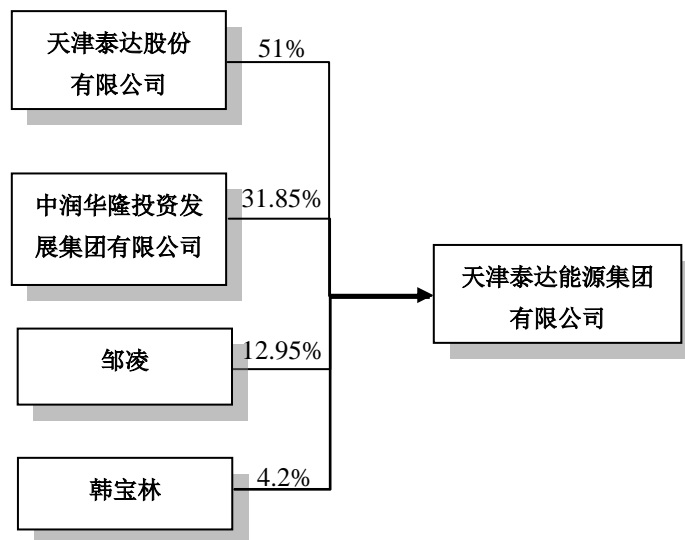 天津泰达股份
有限公司
51%
中润华隆投资发
展集团有限公司
31.85%
天津泰达能源集团
有限公司
邹凌
12.95%
韩宝林
4.2%